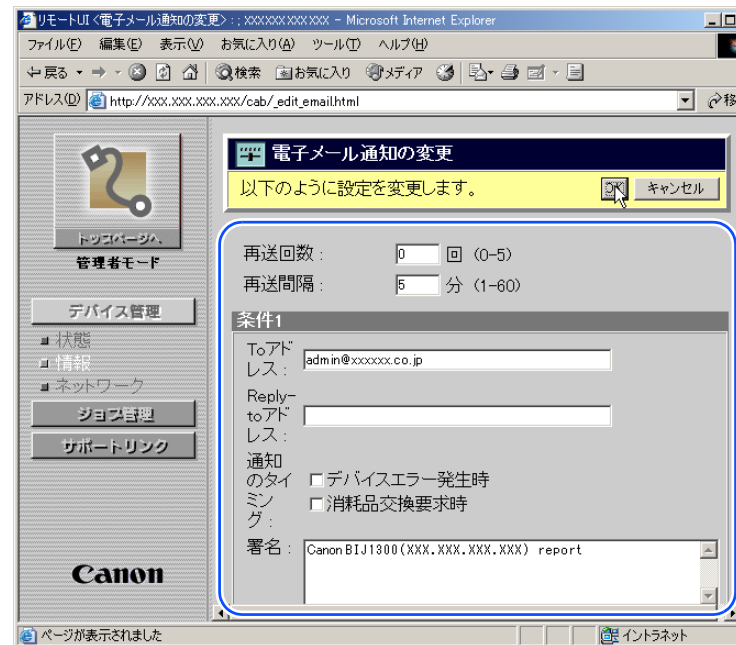 リモートUI <電子メール通知の変更> : ; XXXXXXXXXXXX - Microsoft Internet Explorer
ファイル(F) 編集(E) 表示(V) お気に入り(A) ツール(T) ヘルプ(H)
戻る 検索 お気に入り メディア
アドレス(D) http://XXX.XXX.XXX.XXX/cab/_edit_email.html 移
トップページへ
管理者モード
デバイス管理
状態
情報
ネットワーク
ジョブ管理
サポートリンク
Canon
電子メール通知の変更
以下のように設定を変更します。 OK キャンセル
再送回数 : 0 回 (0-5)
再送間隔 : 5 分 (1-60)
条件1
Toアド
レス : admin@xxxxxx.co.jp
Reply-
toアド
レス :
通知
のタイ
ミン
グ :
デバイスエラー発生時
消耗品交換要求時
署名 : Canon BIJ1300(XXX.XXX.XXX.XXX) report
ページが表示されました イントラネット